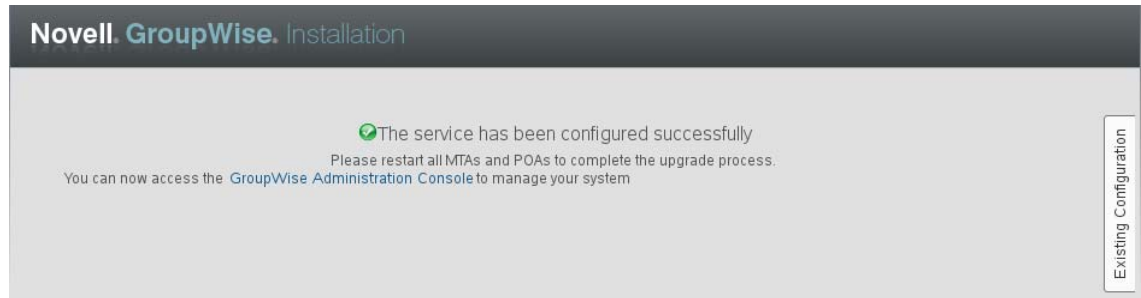 Novell. GroupWise. Installation
The service has been configured successfully
Please restart all MTAs and POAs to complete the upgrade process.
You can now access the GroupWise Administration Console to manage your system
Existing Configuration